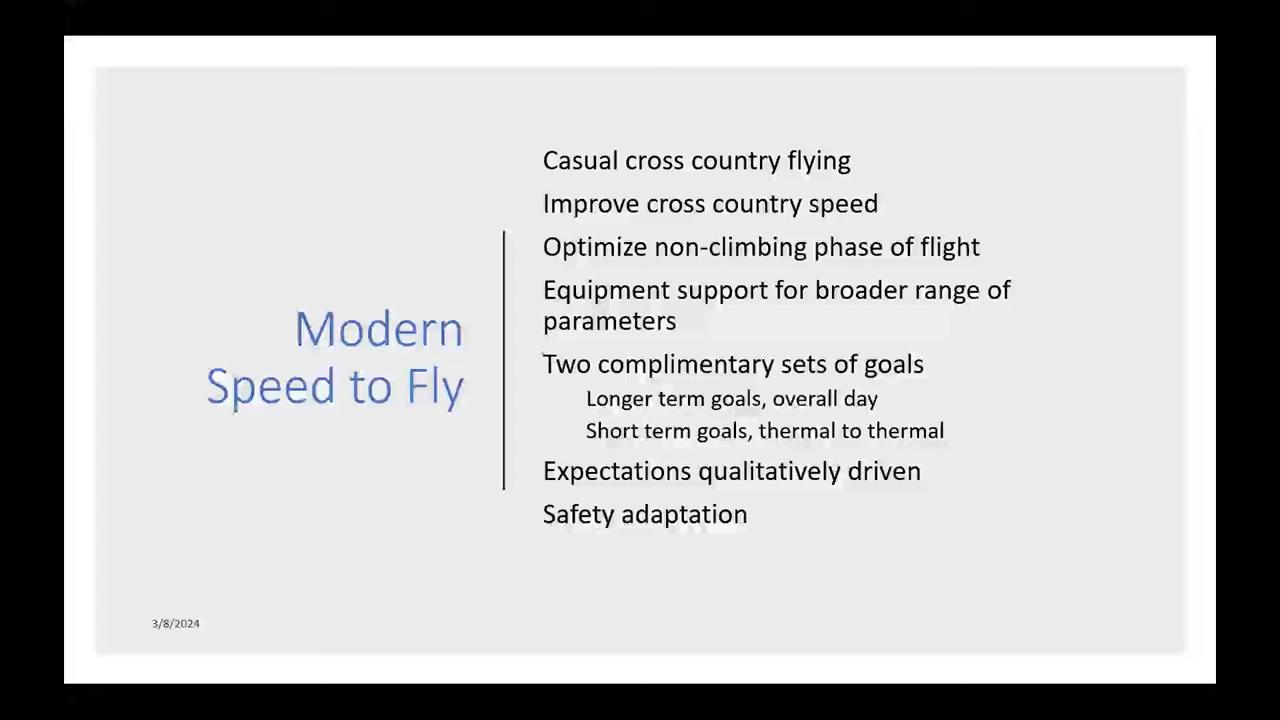 Modern
Speed to Fly
Casual cross country flying
Improve cross country speed
Optimize non-climbing phase of flight
Equipment support for broader range of
parameters
Two complimentary sets of goals
Longer term goals, overall day
Short term goals, thermal to thermal
Expectations qualitatively driven
Safety adaptation
3/8/2024